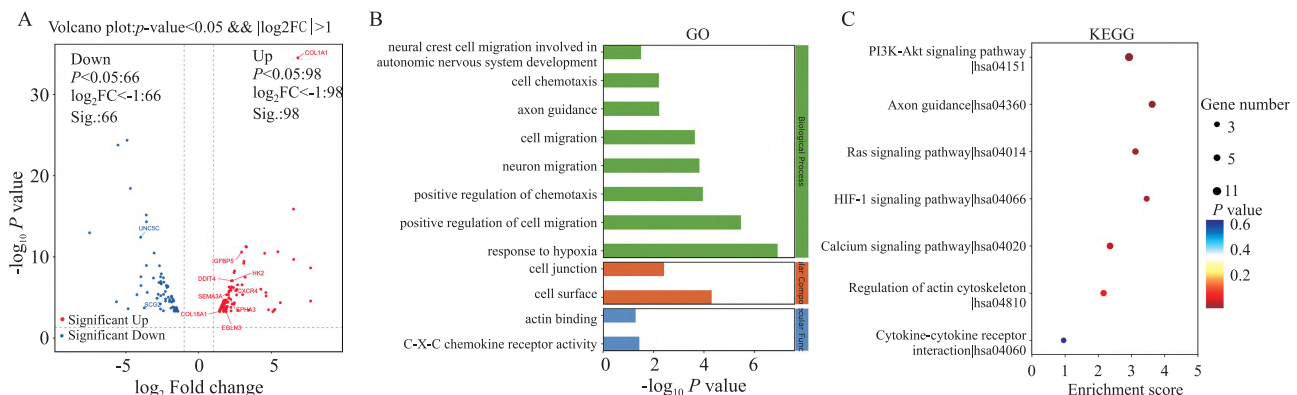 A
Volcano plot:p-value<0.05 && |log2FC|>1
Down
P<0.05:66
log2FC<-1:66
Sig.:66
Up
P<0.05:98
log2FC<-1:98
Sig.:98
COL1A1
UNC5C
IGFBP5
DDIT4
HK2
SEMA3A
CXCR4
SCG2
COL18A1
EPHA3
EGLN3
Significant Up
Significant Down
-log10 P value
30
20
10
0
-5
0
5
log2 Fold change
B
GO
neural crest cell migration involved in
autonomic nervous system development
cell chemotaxis
axon guidance
cell migration
neuron migration
positive regulation of chemotaxis
positive regulation of cell migration
response to hypoxia
cell junction
cell surface
actin binding
C-X-C chemokine receptor activity
Biological Process
ular Compo
cular Func
0
2
4
6
-log10 P value
C
KEGG
PI3K-Akt signaling pathway
|hsa04151
Axon guidance|hsa04360
Ras signaling pathway|hsa04014
HIF-1 signaling pathway|hsa04066
Calcium signaling pathway|hsa04020
Regulation of actin cytoskeleton
|hsa04810
Cytokine-cytokine receptor
interaction|hsa04060
0
1
2
3
4
5
Enrichment score
Gene number
3
5
11
P value
0.6
0.4
0.2